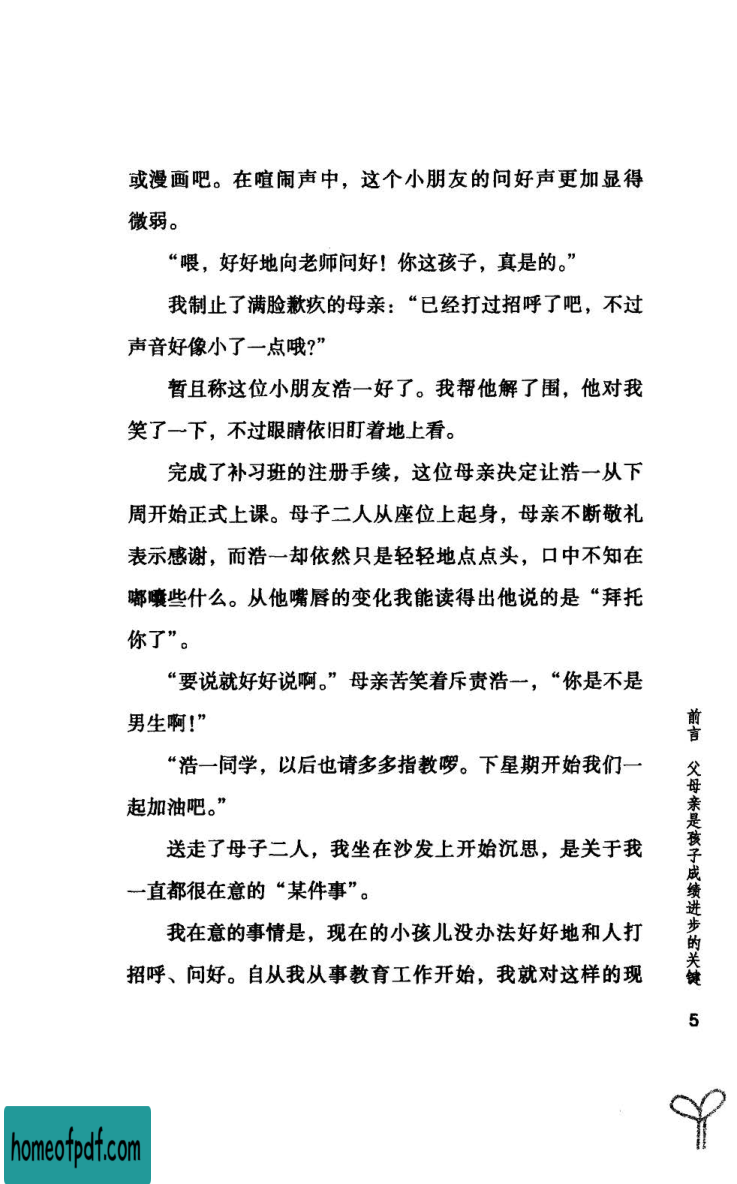 或漫画吧。在喧闹声中，这个小朋友的问好声更加显得
微弱。
“喂，好好地向老师问好！你这孩子，真是的。”
我制止了满脸歉疚的母亲：“已经打过招呼了吧，不过
声音好像小了一点哦？”
暂且称这位小朋友浩一好了。我帮他解了围，他对我
笑了一下，不过眼睛依旧盯着地上看。
完成了补习班的注册手续，这位母亲决定让浩一从下
周开始正式上课。母子二人从座位上起身，母亲不断敬礼
表示感谢，而浩一却依然只是轻轻地点点头，口中不知在
嘟囔些什么。从他嘴唇的变化我能读得出他说的是“拜托
你了”。
“要说就好好说啊。”母亲苦笑着斥责浩一，“你是不是
男生啊！”
“浩一同学，以后也请多多指教啰。下星期开始我们一
起加油吧。”
送走了母子二人，我坐在沙发上开始沉思，是关于我
一直都很在意的“某件事”。
我在意的事情是，现在的小孩儿没办法好好地和人打
招呼、问好。自从我从事教育工作开始，我就对这样的现
前言 父母亲是孩子成绩进步的关键
5
homeofpdf.com